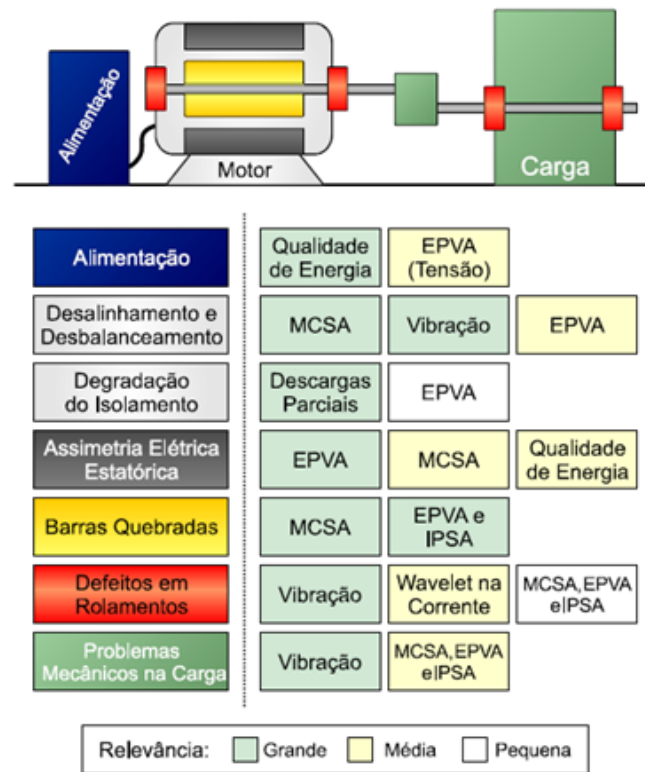 Alimentação
Motor
Carga
Alimentação
Qualidade
de Energia
EPVA
(Tensão)
Desalinhamento e
Desbalanceamento
MCSA
Vibração
EPVA
Degradação
do Isolamento
Descargas
Parciais
EPVA
Assimetria Elétrica
Estatórica
EPVA
MCSA
Qualidade
de Energia
Barras Quebradas
MCSA
EPVA e
IPSA
Defeitos em
Rolamentos
Vibração
Wavelet na
Corrente
MCSA,EPVA
eIPSA
Problemas
Mecânicos na Carga
Vibração
MCSA,EPVA
eIPSA
Relevância: Grande Média Pequena